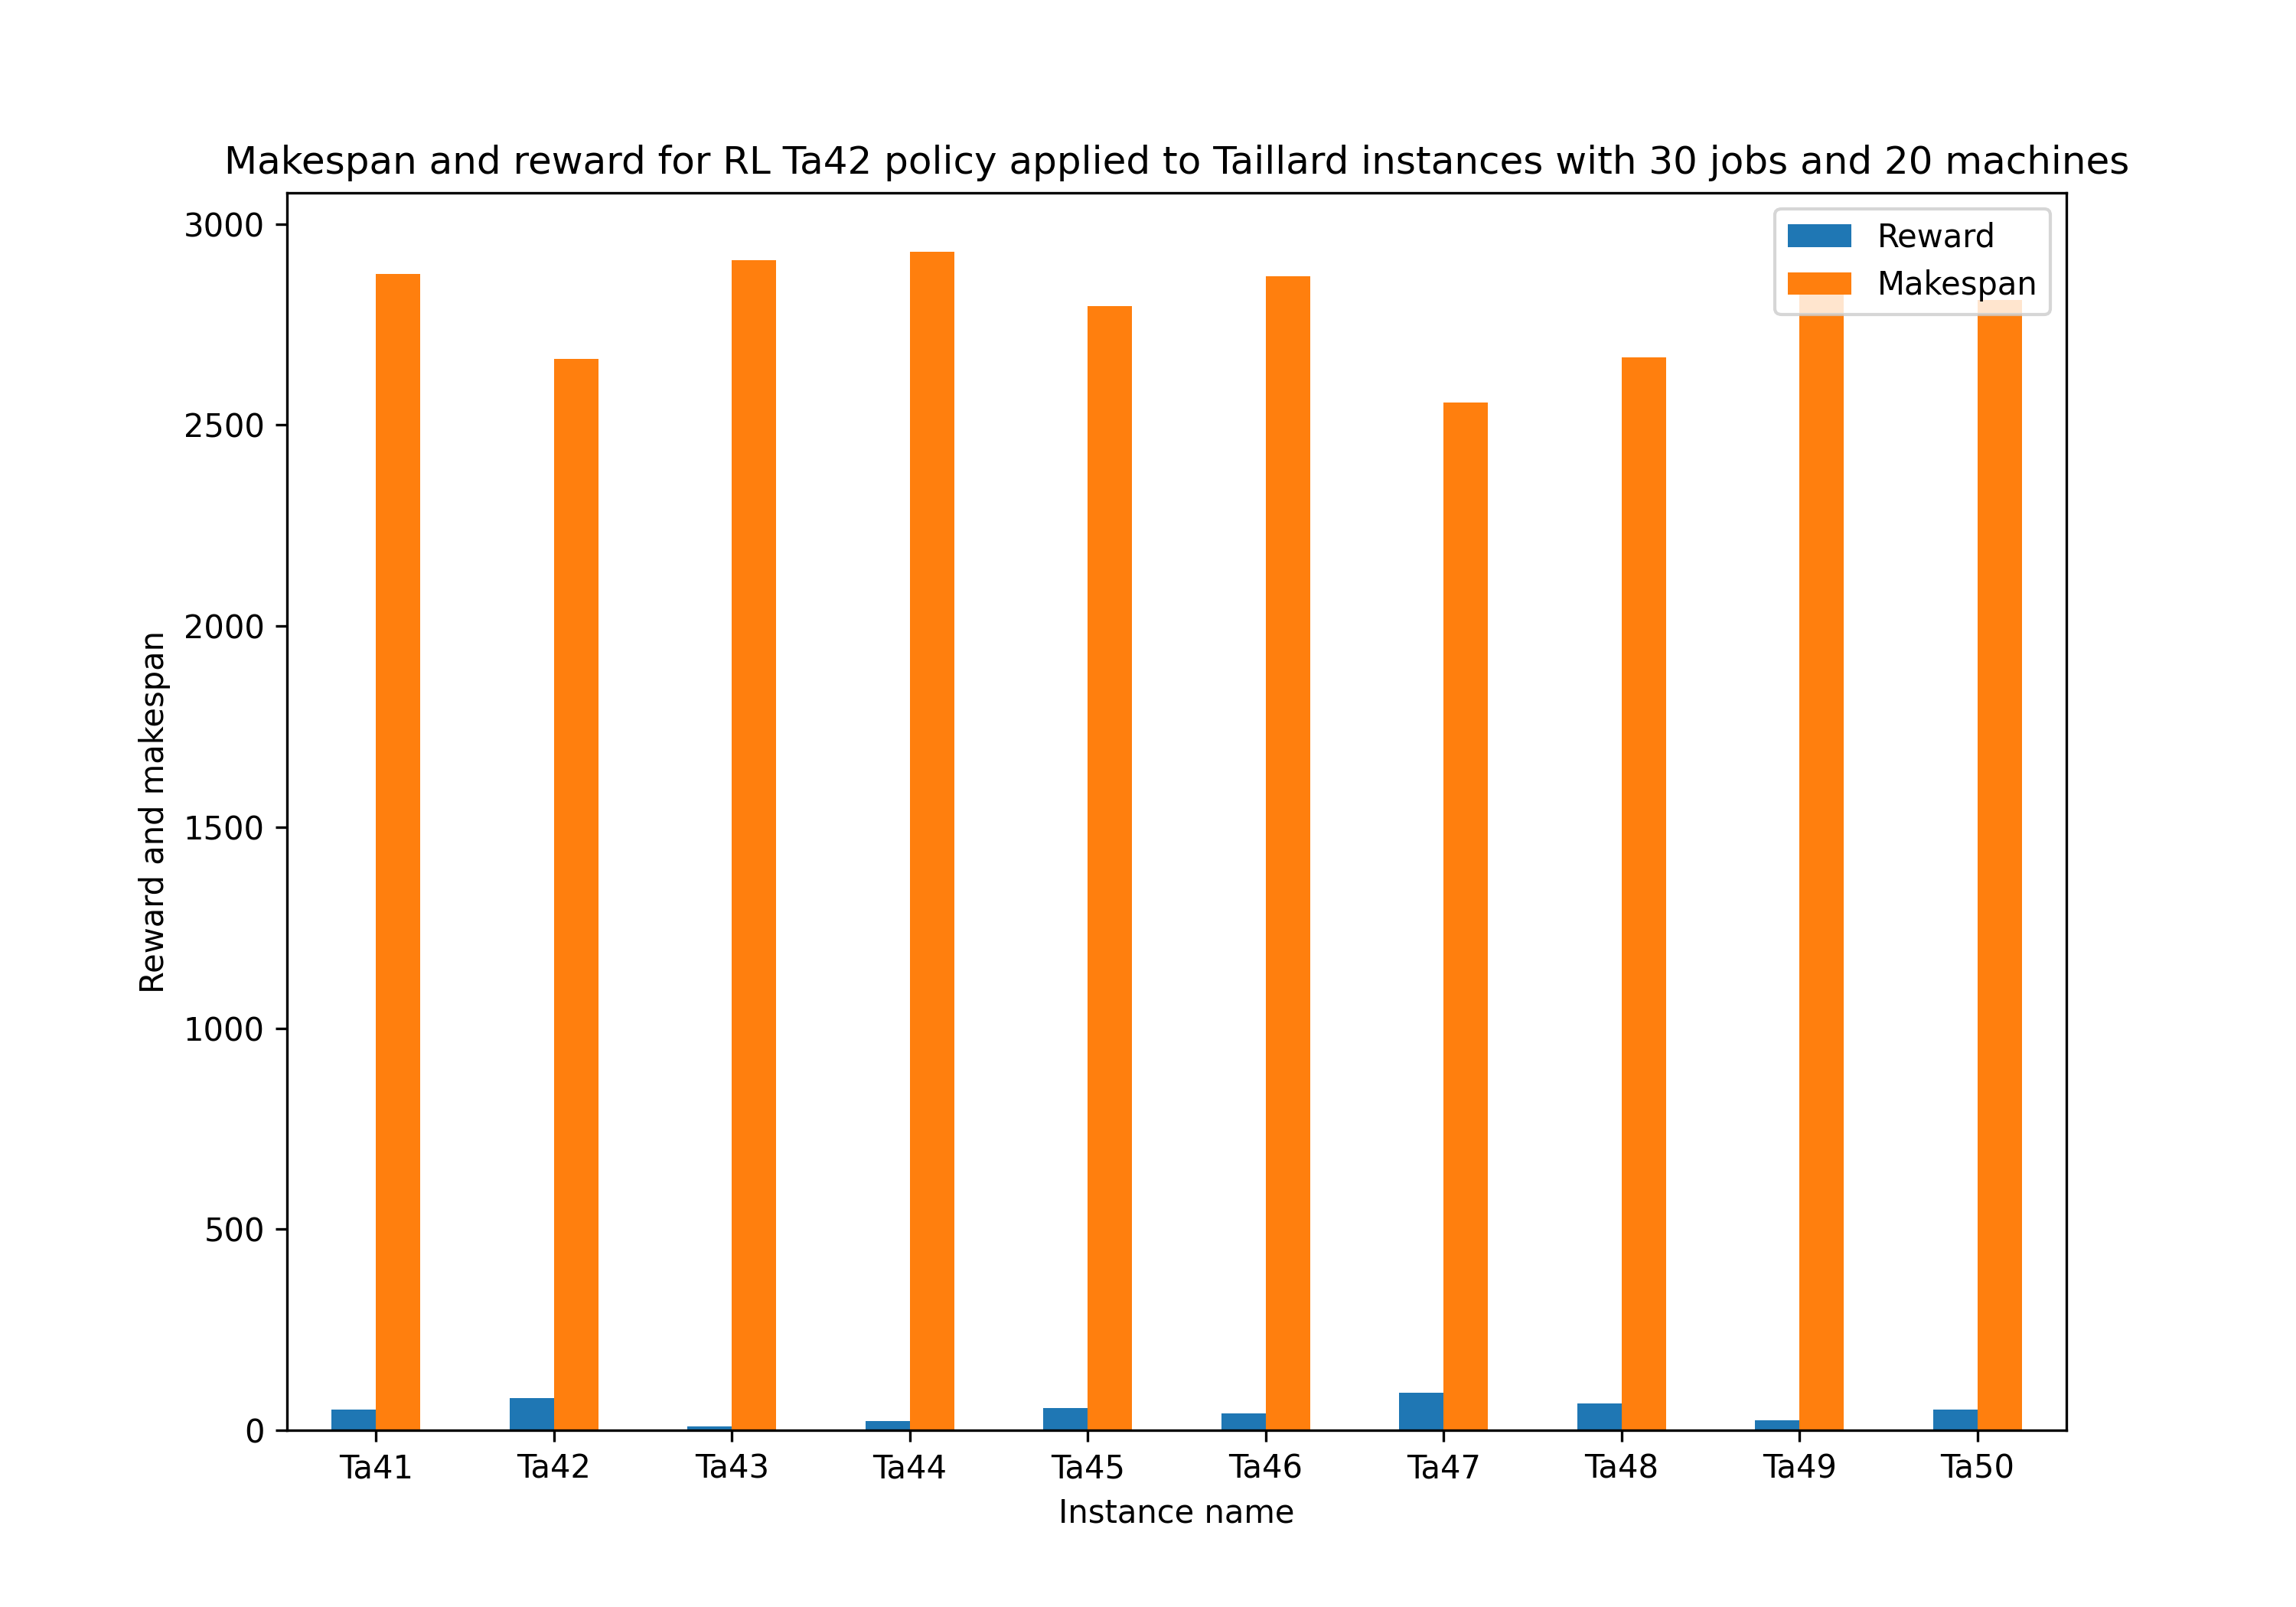 Makespan and reward for RL Ta42 policy applied to Taillard instances with 30 jobs and 20 machines
Reward
Makespan
3000
2500
2000
1500
1000
500
0
Reward and makespan
Ta41 Ta42 Ta43 Ta44 Ta45 Ta46 Ta47 Ta48 Ta49 Ta50
Instance name